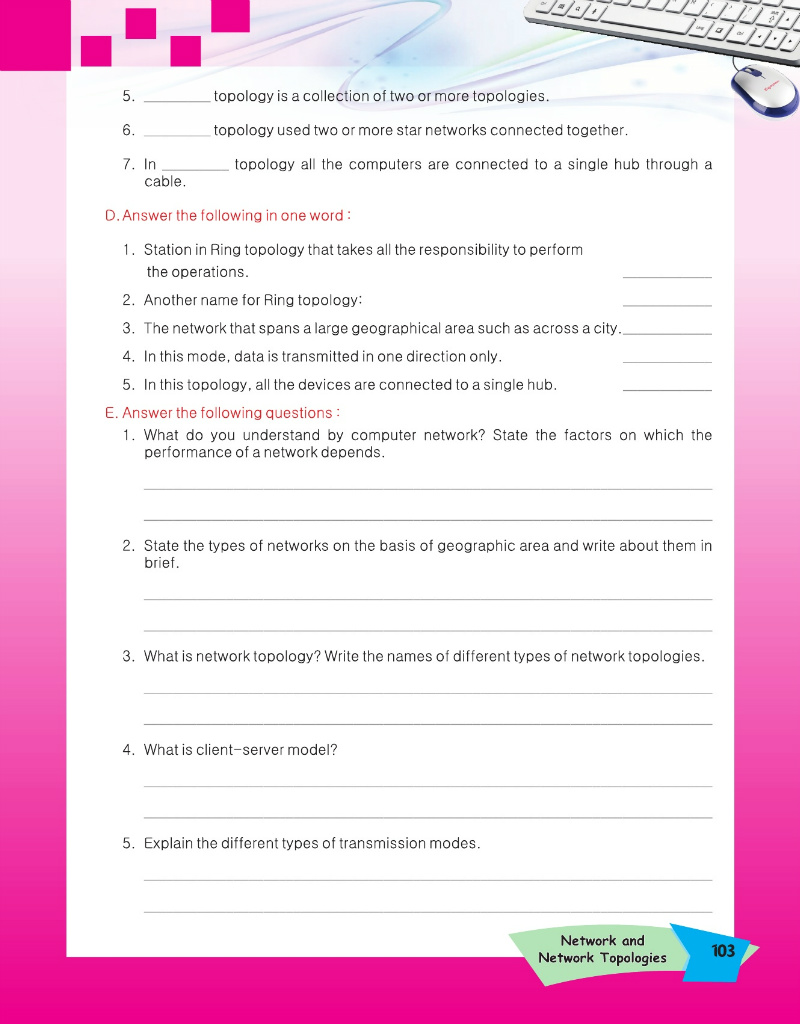 5. _________ topology is a collection of two or more topologies.
6. _________ topology used two or more star networks connected together.
7. In _________ topology all the computers are connected to a single hub through a
cable.
D. Answer the following in one word :
1. Station in Ring topology that takes all the responsibility to perform
the operations. ____________
2. Another name for Ring topology: ____________
3. The network that spans a large geographical area such as across a city. ____________
4. In this mode, data is transmitted in one direction only. ____________
5. In this topology, all the devices are connected to a single hub. ____________
E. Answer the following questions :
1. What do you understand by computer network? State the factors on which the
performance of a network depends.
2. State the types of networks on the basis of geographic area and write about them in
brief.
3. What is network topology? Write the names of different types of network topologies.
4. What is client-server model?
5. Explain the different types of transmission modes.
Network and
Network Topologies
103